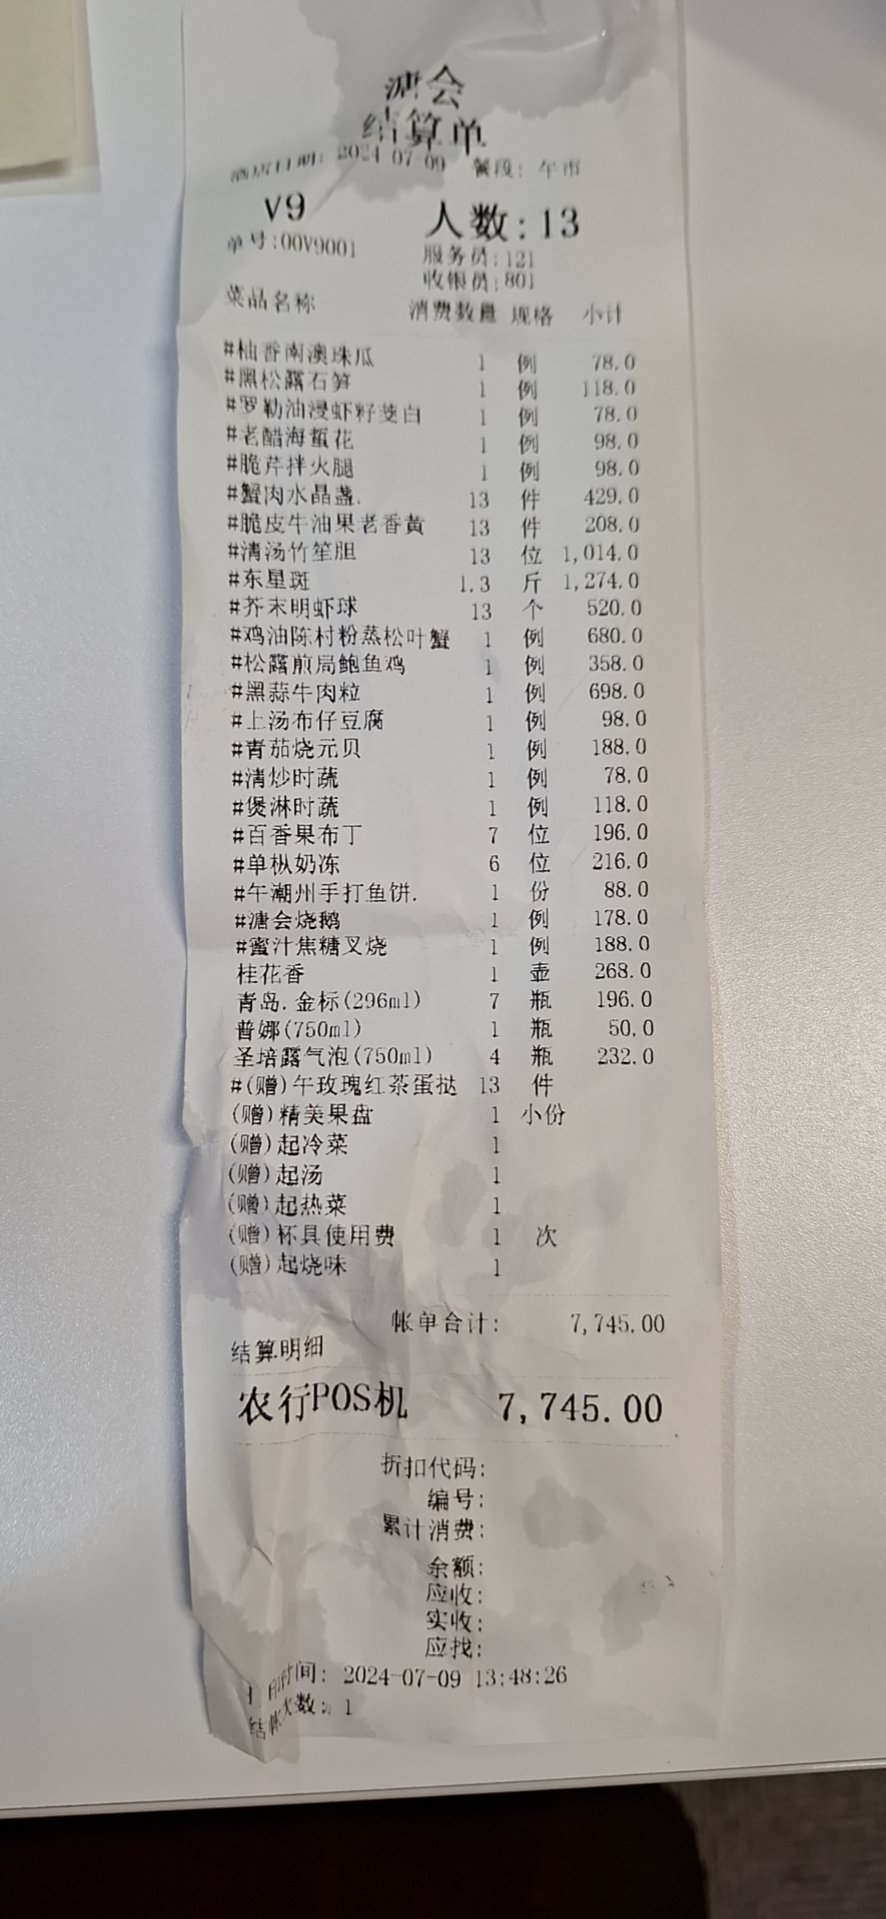 溏会
结算单
酒店日期: 2024-07-09 餐段: 午市
V9 人数:13
单号:00V9001 服务员:121
收银员:801
菜品名称 消费数量 规格 小计
#柚香南澳珠瓜 1 例 78.0
#黑松露石笋 1 例 118.0
#罗勒油浸虾籽茭白 1 例 78.0
#老醋海蜇花 1 例 98.0
#脆芹拌火腿 1 例 98.0
#蟹肉水晶盏. 13 件 429.0
#脆皮牛油果老香黄 13 件 208.0
#清汤竹笙胆 13 位 1,014.0
#东星斑 1.3 斤 1,274.0
#芥末明虾球 13 个 520.0
#鸡油陈村粉蒸松叶蟹 1 例 680.0
#松露煎局鲍鱼鸡 1 例 358.0
#黑蒜牛肉粒 1 例 698.0
#上汤布仔豆腐 1 例 98.0
#青茄烧元贝 1 例 188.0
#清炒时蔬 1 例 78.0
#煲淋时蔬 1 例 118.0
#百香果布丁 7 位 196.0
#单枞奶冻 6 位 216.0
#午潮州手打鱼饼. 1 份 88.0
#溏会烧鹅 1 例 178.0
#蜜汁焦糖叉烧 1 例 188.0
桂花香 1 壶 268.0
青岛.金标(296ml) 7 瓶 196.0
普娜(750ml) 1 瓶 50.0
圣培露气泡(750ml) 4 瓶 232.0
#(赠)午玫瑰红茶蛋挞 13 件
(赠)精美果盘 1 小份
(赠)起冷菜 1
(赠)起汤 1
(赠)起热菜 1
(赠)杯具使用费 1 次
(赠)起烧味 1
帐单合计: 7,745.00
结算明细
农行POS机 7,745.00
折扣代码:
编号:
累计消费:
余额:
应收:
实收:
应找:
打印时间: 2024-07-09 13:48:26
结帐次数: 1